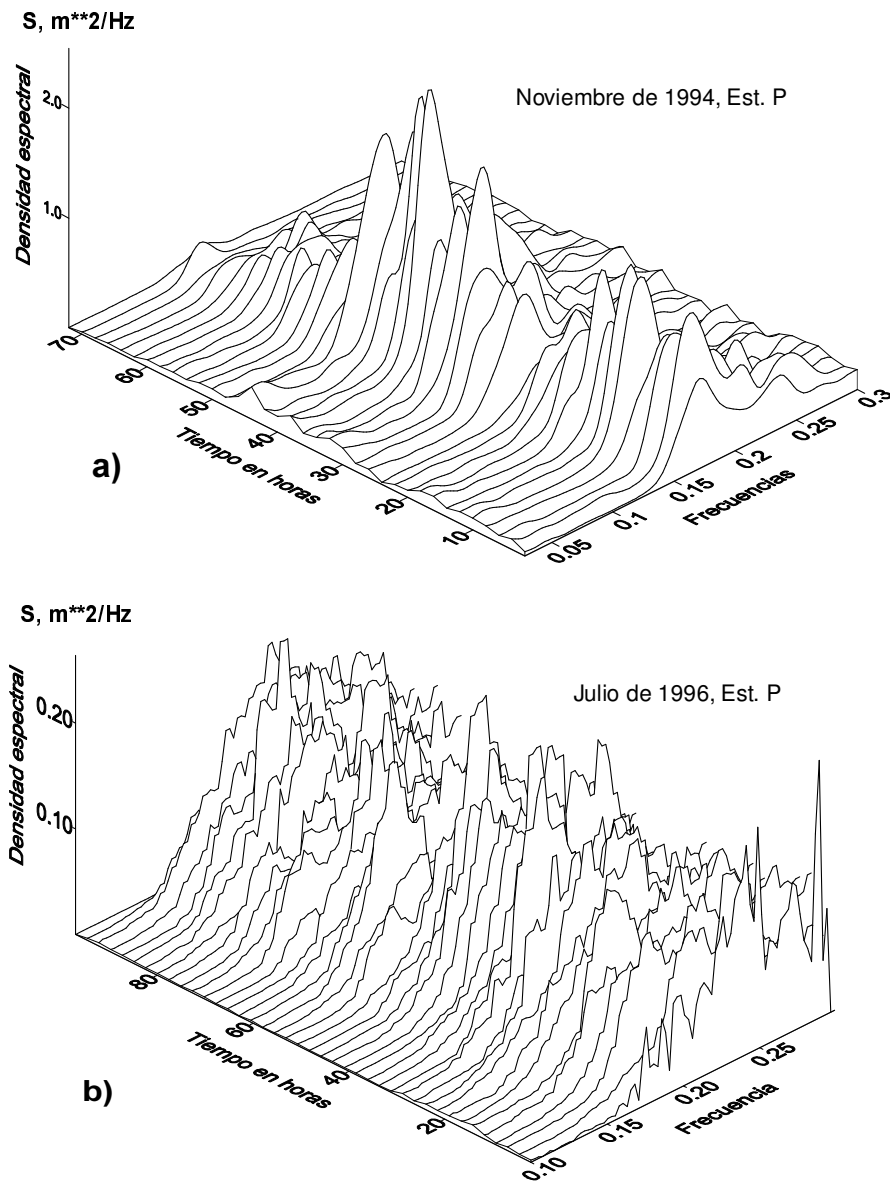 S, m**2/Hz
Densidad espectral
2.0
1.0
Noviembre de 1994, Est. P
70
60
50
40
30
20
10
Tiempo en horas
0.05
0.1
0.15
0.2
0.25
0.3
Frecuencias
a)
S, m**2/Hz
Densidad espectral
0.20
0.10
Julio de 1996, Est. P
80
60
40
20
Tiempo en horas
0.10
0.15
0.20
0.25
Frecuencia
b)